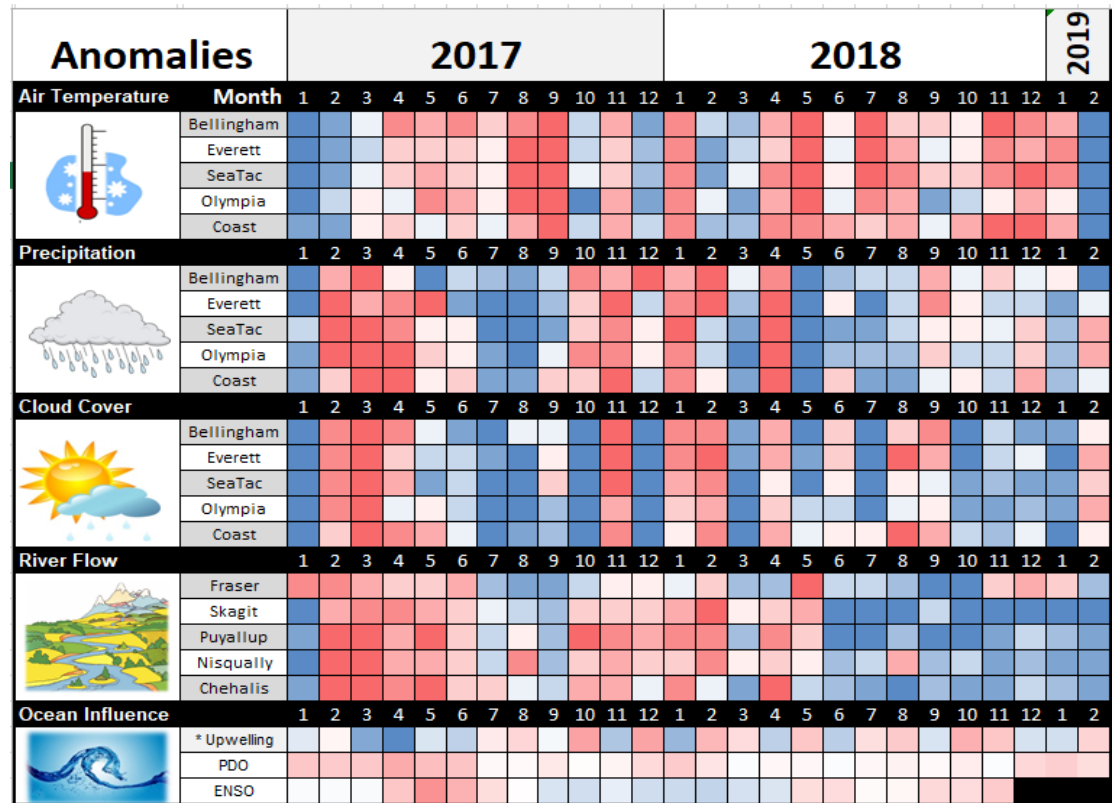 Anomalies 2017 2018 2019
Air Temperature Month 1 2 3 4 5 6 7 8 9 10 11 12 1 2 3 4 5 6 7 8 9 10 11 12 1 2
Bellingham
Everett
SeaTac
Olympia
Coast
Precipitation 1 2 3 4 5 6 7 8 9 10 11 12 1 2 3 4 5 6 7 8 9 10 11 12 1 2
Bellingham
Everett
SeaTac
Olympia
Coast
Cloud Cover 1 2 3 4 5 6 7 8 9 10 11 12 1 2 3 4 5 6 7 8 9 10 11 12 1 2
Bellingham
Everett
SeaTac
Olympia
Coast
River Flow 1 2 3 4 5 6 7 8 9 10 11 12 1 2 3 4 5 6 7 8 9 10 11 12 1 2
Fraser
Skagit
Puyallup
Nisqually
Chehalis
Ocean Influence 1 2 3 4 5 6 7 8 9 10 11 12 1 2 3 4 5 6 7 8 9 10 11 12 1 2
* Upwelling
PDO
ENSO